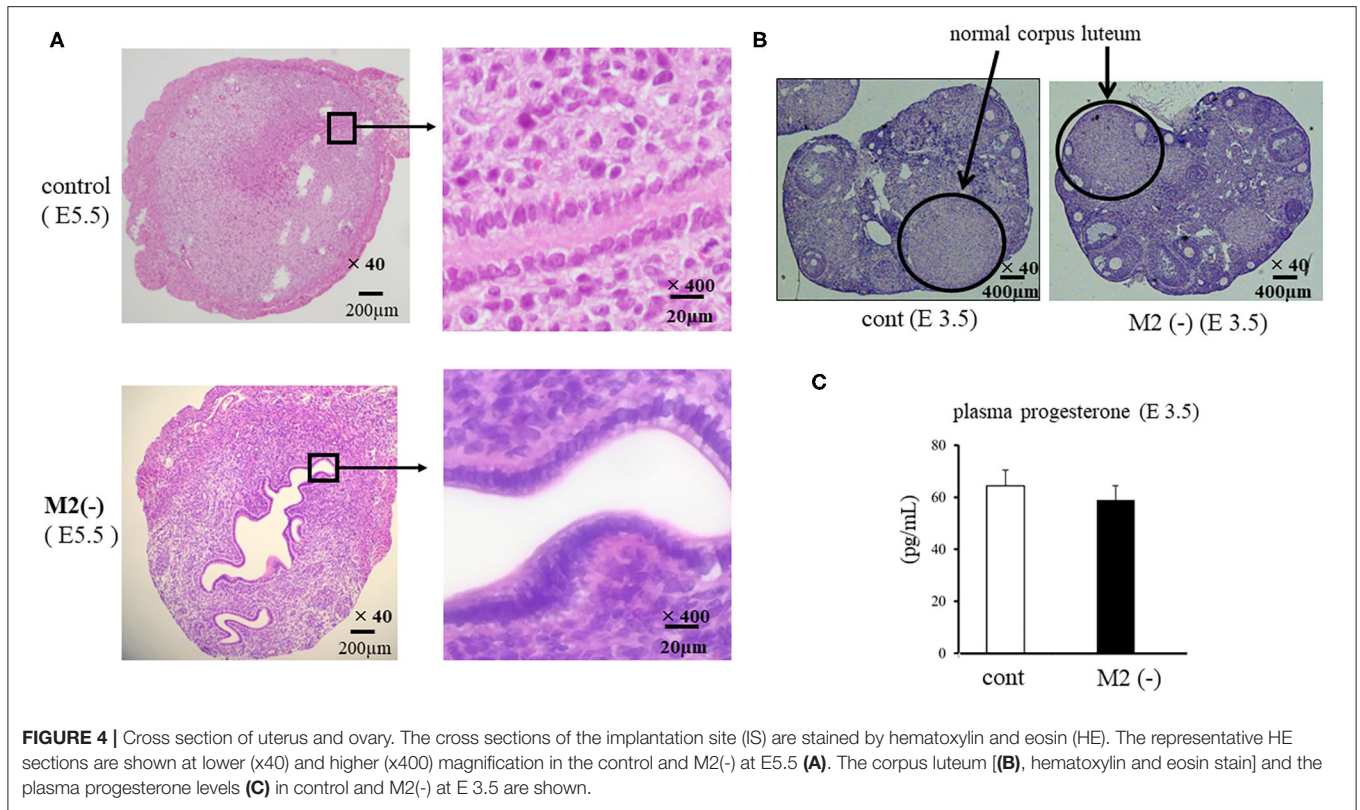 A
control
( E5.5)
× 40
200µm
× 400
20µm
M2(-)
( E5.5 )
× 40
200µm
× 400
20µm
B
normal corpus luteum
× 40
400µm
cont (E 3.5)
× 40
400µm
M2 (-) (E 3.5)
C
plasma progesterone (E 3.5)
(pg/mL)
80
60
40
20
0
cont
M2 (-)
FIGURE 4 | Cross section of uterus and ovary. The cross sections of the implantation site (IS) are stained by hematoxylin and eosin (HE). The representative HE
sections are shown at lower (x40) and higher (x400) magnification in the control and M2(-) at E5.5 (A). The corpus luteum [(B), hematoxylin and eosin stain] and the
plasma progesterone levels (C) in control and M2(-) at E 3.5 are shown.